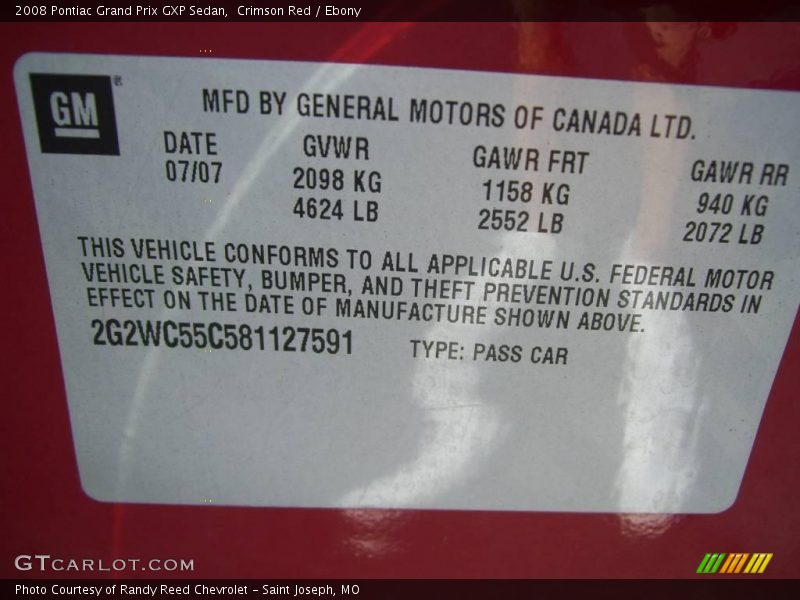 2008 Pontiac Grand Prix GXP Sedan,  Crimson Red / Ebony
GM ®
MFD BY GENERAL MOTORS OF CANADA LTD.
DATE GVWR GAWR FRT GAWR RR
07/07 2098 KG 1158 KG 940 KG
4624 LB 2552 LB 2072 LB
THIS VEHICLE CONFORMS TO ALL APPLICABLE U.S. FEDERAL MOTOR
VEHICLE SAFETY, BUMPER, AND THEFT PREVENTION STANDARDS IN
EFFECT ON THE DATE OF MANUFACTURE SHOWN ABOVE.
2G2WC55C581127591 TYPE: PASS CAR
GTCARLOT.COM
Photo Courtesy of Randy Reed Chevrolet - Saint Joseph, MO